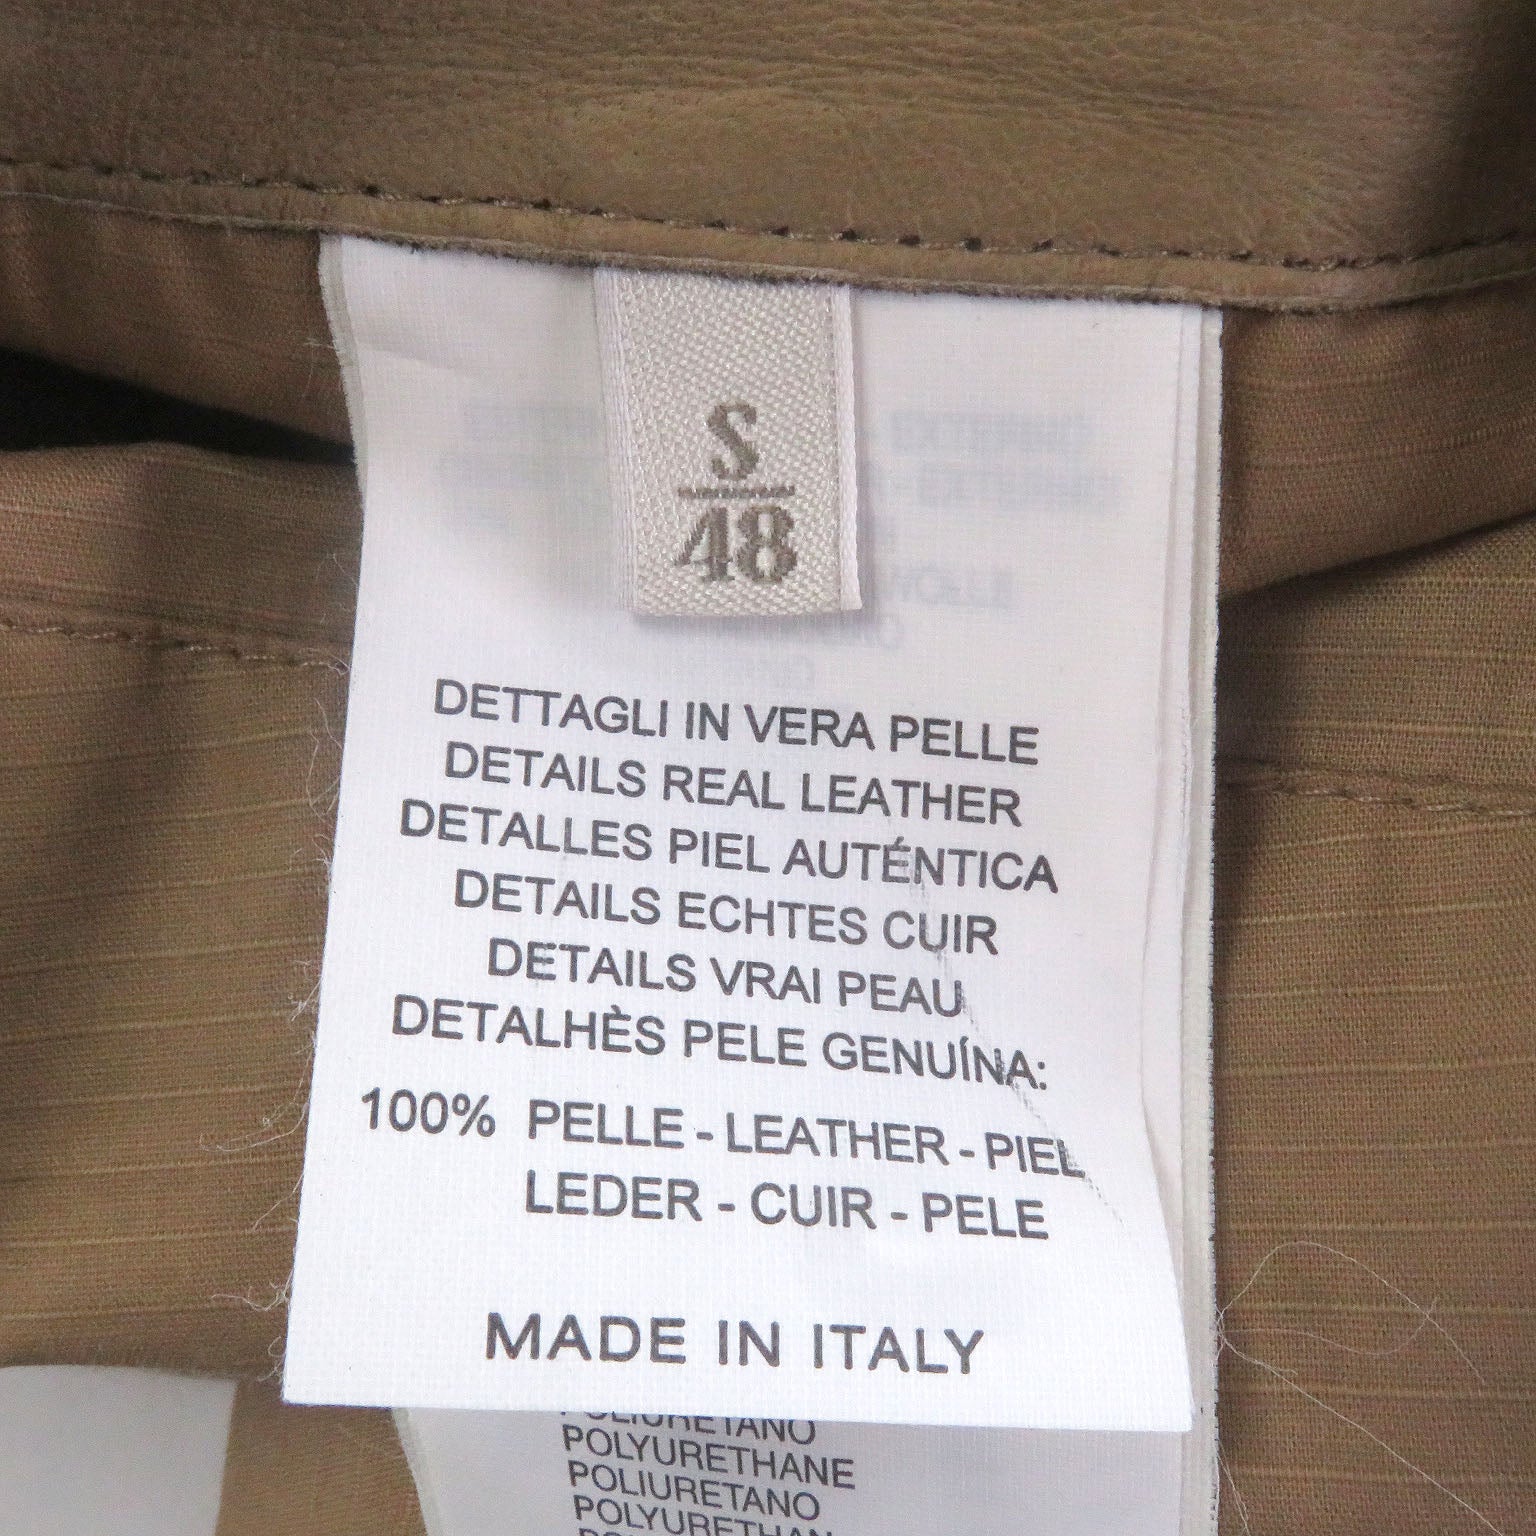 S
48
DETTAGLI IN VERA PELLE
DETAILS REAL LEATHER
DETALLES PIEL AUTÉNTICA
DETAILS ECHTES CUIR
DETAILS VRAI PEAU
DETALHÈS PELE GENUÍNA:
100% PELLE - LEATHER - PIEL
LEDER - CUIR - PELE
MADE IN ITALY
POLIURETANO
POLYURETHANE
POLIURETANO
POLYURETHAN